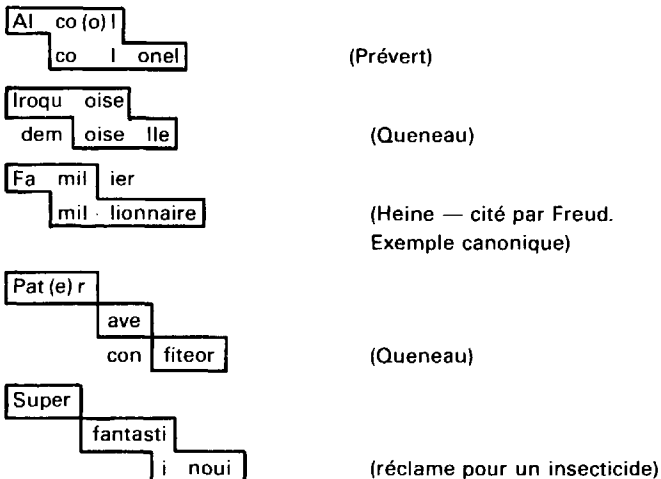 Al co (o) l
co l onel (Prévert)
Iroqu oise
dem oise lle (Queneau)
Fa mil ier
mil lionnaire (Heine — cité par Freud.
Exemple canonique)
Pat (e) r
ave
con fiteor (Queneau)
Super
fantasti
i noui (réclame pour un insecticide)